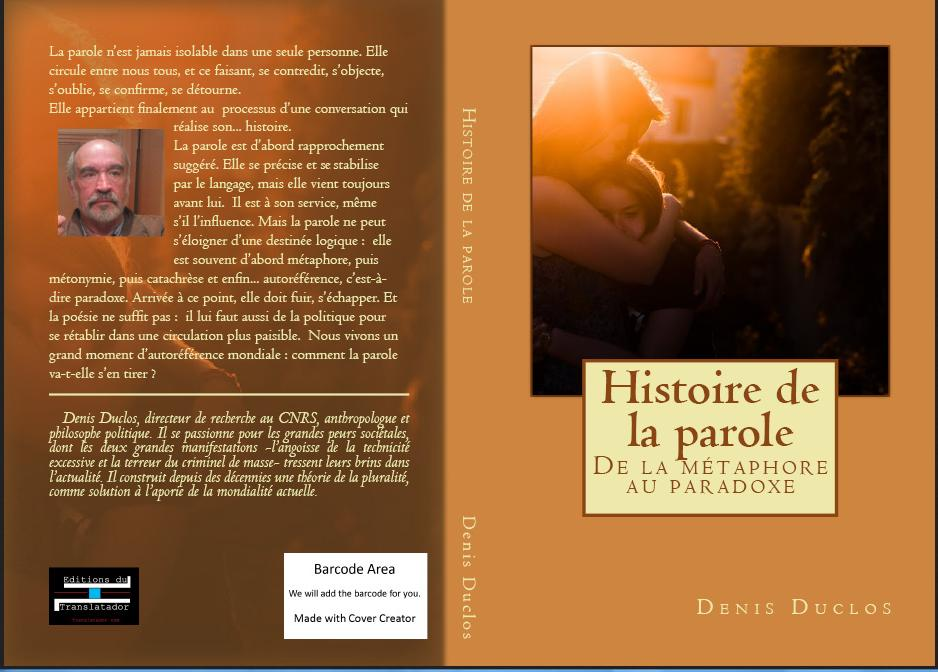 La parole n'est jamais isolable dans une seule personne. Elle
circule entre nous tous, et ce faisant, se contredit, s'objecte,
s'oublie, se confirme, se détourne.
Elle appartient finalement au processus d'une conversation qui
réalise son... histoire.
La parole est d'abord rapprochement
suggéré. Elle se précise et se stabilise
par le langage, mais elle vient toujours
avant lui. Il est à son service, même
s'il l'influence. Mais la parole ne peut
s'éloigner d'une destinée logique : elle
est souvent d'abord métaphore, puis
métonymie, puis catachrèse et enfin... autoréférence, c'est-à-
dire paradoxe. Arrivée à ce point, elle doit fuir, s'échapper. Et
la poésie ne suffit pas : il lui faut aussi de la politique pour
se rétablir dans une circulation plus paisible. Nous vivons un
grand moment d'autoréférence mondiale : comment la parole
va-t-elle s'en tirer ?
Denis Duclos, directeur de recherche au CNRS, anthropologue et
philosophe politique. Il se passionne pour les grandes peurs sociétales,
dont les deux grandes manifestations -l'angoisse de la technicité
excessive et la terreur du criminel de masse- tressent leurs brins dans
l'actualité. Il construit depuis des décennies une théorie de la pluralité,
comme solution à l'aporie de la mondialité actuelle.
Editions du
Translatador
Barcode Area
We will add the barcode for you.
Made with Cover Creator
Histoire de la parole
Denis Duclos
Histoire de
la parole
De la métaphore
au paradoxe
Denis Duclos